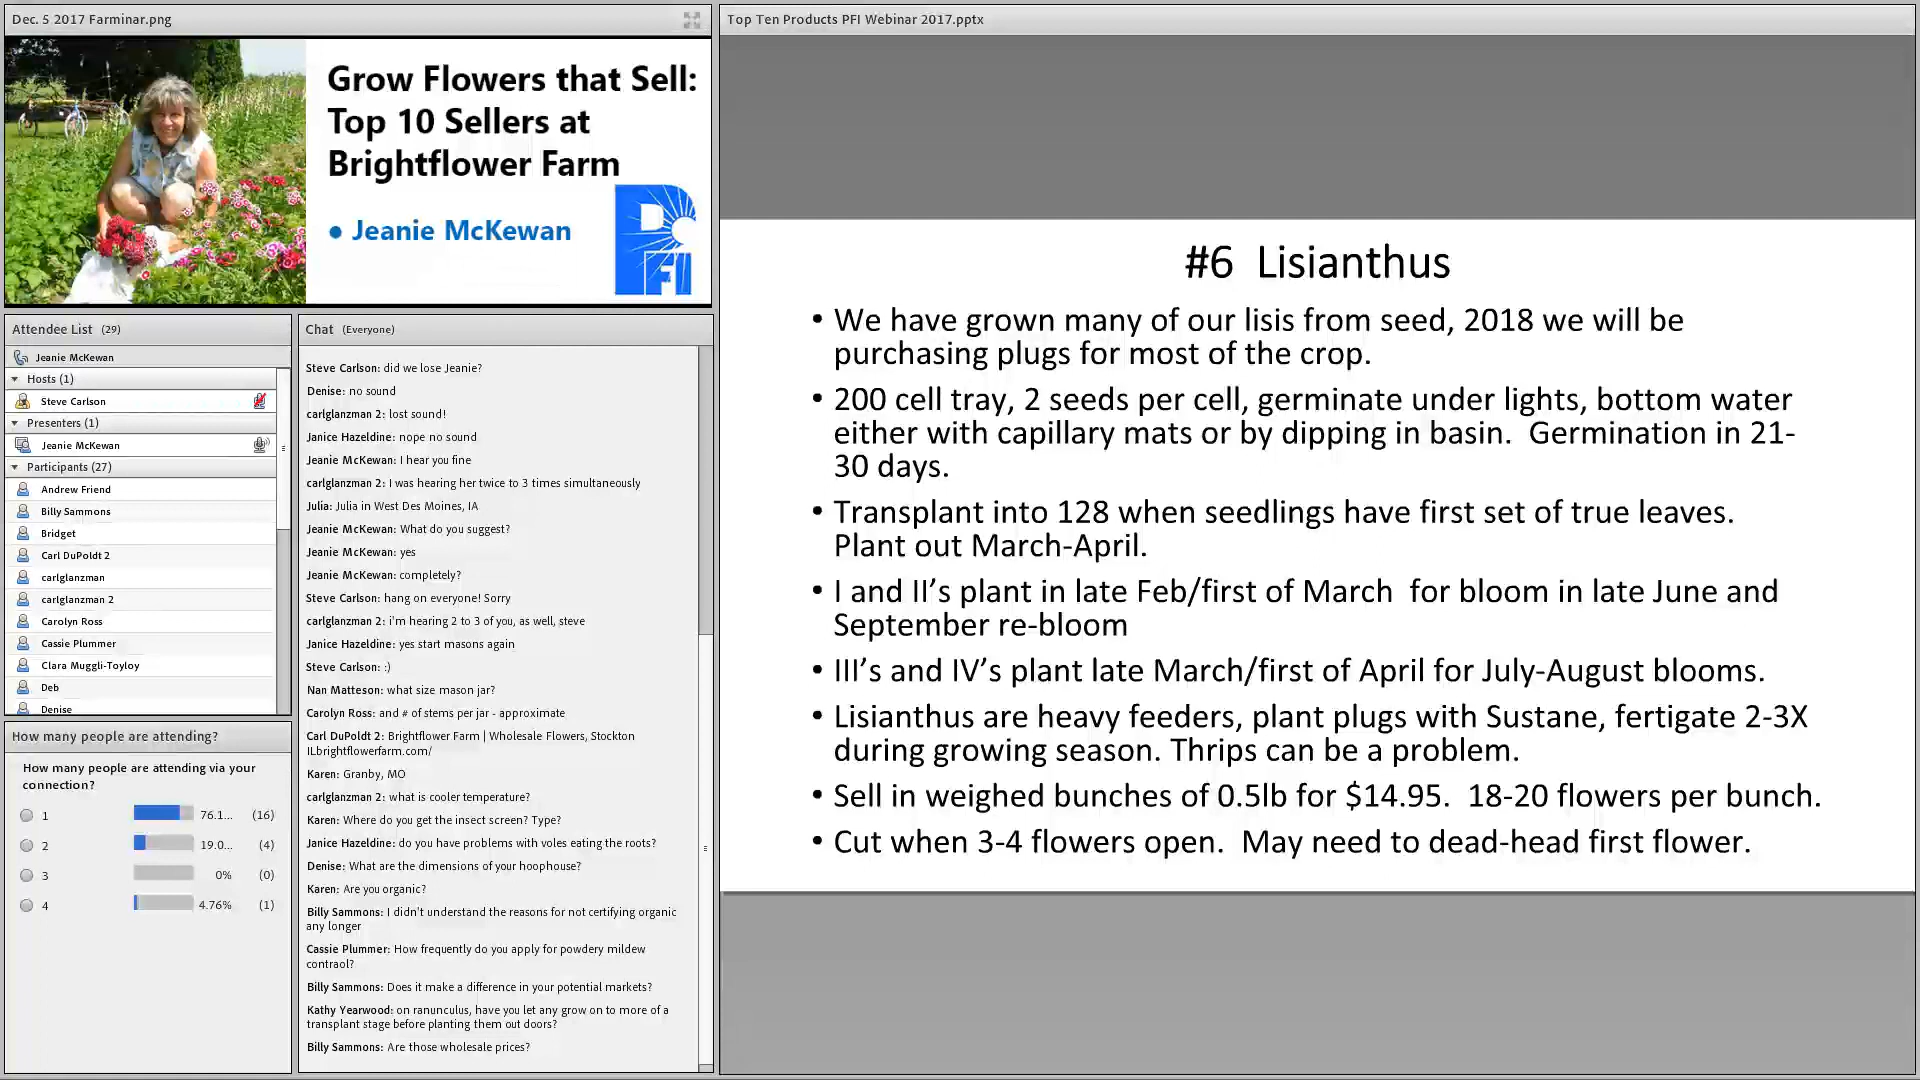 Dec. 5 2017 Farminar.png
Grow Flowers that Sell:
Top 10 Sellers at
Brightflower Farm
• Jeanie McKewan
PFI
Attendee List (29)
Jeanie McKewan
Hosts (1)
Steve Carlson
Presenters (1)
Jeanie McKewan
Participants (27)
Andrew Friend
Billy Sammons
Bridget
Carl DuPoldt 2
carlglanzman
carlglanzman 2
Carolyn Ross
Cassie Plummer
Clara Muggli-Toyloy
Deb
Denise
How many people are attending?
How many people are attending via your
connection?
1 76.1... (16)
2 19.0... (4)
3 0% (0)
4 4.76% (1)
Chat (Everyone)
Steve Carlson: did we lose Jeanie?
Denise: no sound
carlglanzman 2: lost sound!
Janice Hazeldine: nope no sound
Jeanie McKewan: I hear you fine
carlglanzman 2: I was hearing her twice to 3 times simultaneously
Julia: Julia in West Des Moines, IA
Jeanie McKewan: What do you suggest?
Jeanie McKewan: yes
Jeanie McKewan: completely?
Steve Carlson: hang on everyone! Sorry
carlglanzman 2: i'm hearing 2 to 3 of you, as well, steve
Janice Hazeldine: yes start masons again
Steve Carlson: :)
Nan Matteson: what size mason jar?
Carolyn Ross: and # of stems per jar - approximate
Carl DuPoldt 2: Brightflower Farm | Wholesale Flowers, Stockton
ILbrightflowerfarm.com/
Karen: Granby, MO
carlglanzman 2: what is cooler temperature?
Karen: Where do you get the insect screen? Type?
Janice Hazeldine: do you have problems with voles eating the roots?
Denise: What are the dimensions of your hoophouse?
Karen: Are you organic?
Billy Sammons: I didn't understand the reasons for not certifying organic
any longer
Cassie Plummer: How frequently do you apply for powdery mildew
contraol?
Billy Sammons: Does it make a difference in your potential markets?
Kathy Yearwood: on ranunculus, have you let any grow on to more of a
transplant stage before planting them out doors?
Billy Sammons: Are those wholesale prices?
Top Ten Products PFI Webinar 2017.pptx
#6 Lisianthus
• We have grown many of our lisis from seed, 2018 we will be
purchasing plugs for most of the crop.
• 200 cell tray, 2 seeds per cell, germinate under lights, bottom water
either with capillary mats or by dipping in basin. Germination in 21-
30 days.
• Transplant into 128 when seedlings have first set of true leaves.
Plant out March-April.
• I and II’s plant in late Feb/first of March for bloom in late June and
September re-bloom
• III’s and IV’s plant late March/first of April for July-August blooms.
• Lisianthus are heavy feeders, plant plugs with Sustane, fertigate 2-3X
during growing season. Thrips can be a problem.
• Sell in weighed bunches of 0.5lb for $14.95. 18-20 flowers per bunch.
• Cut when 3-4 flowers open. May need to dead-head first flower.